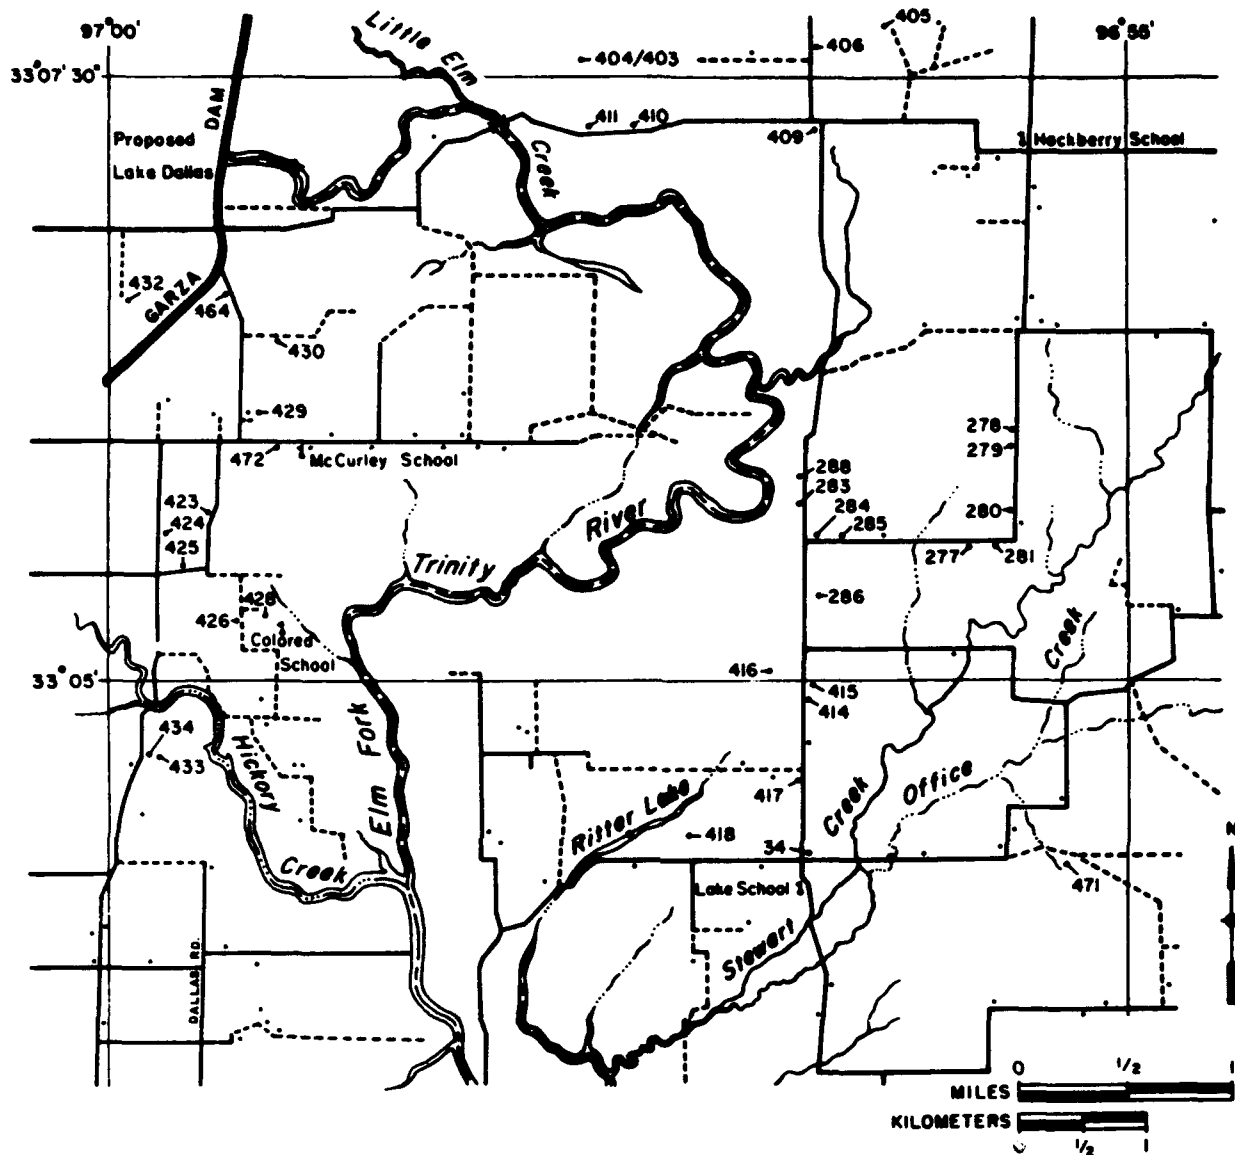 97°00'
Little Elm
405
96°55'
406
33°07'30
404/403
DAM
411
410
Proposed
Lake Dallas
409
Hackberry School
Creek
432
GARZA
464
430
429
278
279
472
McCurley School
288
283
423
284
280
424
285
River
425
277
281
Trinity
428
286
426
Colored
School
Creek
416
33°05'
415
414
434
433
Hickory
Elm Fork
Office
417
Creek
Ritter Lake
418
34
N
Creek
471
Lake School
Stewart
DALLAS RD.
0 1/2 1
MILES
KILOMETERS
0 1/2 1